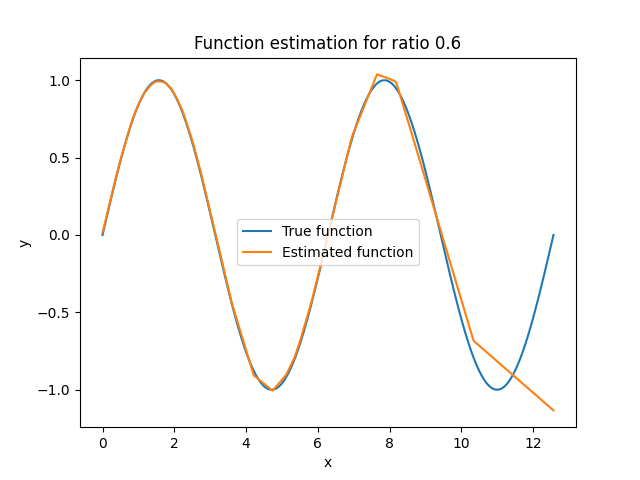 Function estimation for ratio 0.6
1.0
0.5
0.0
−0.5
−1.0
y
True function
Estimated function
0 2 4 6 8 10 12
x